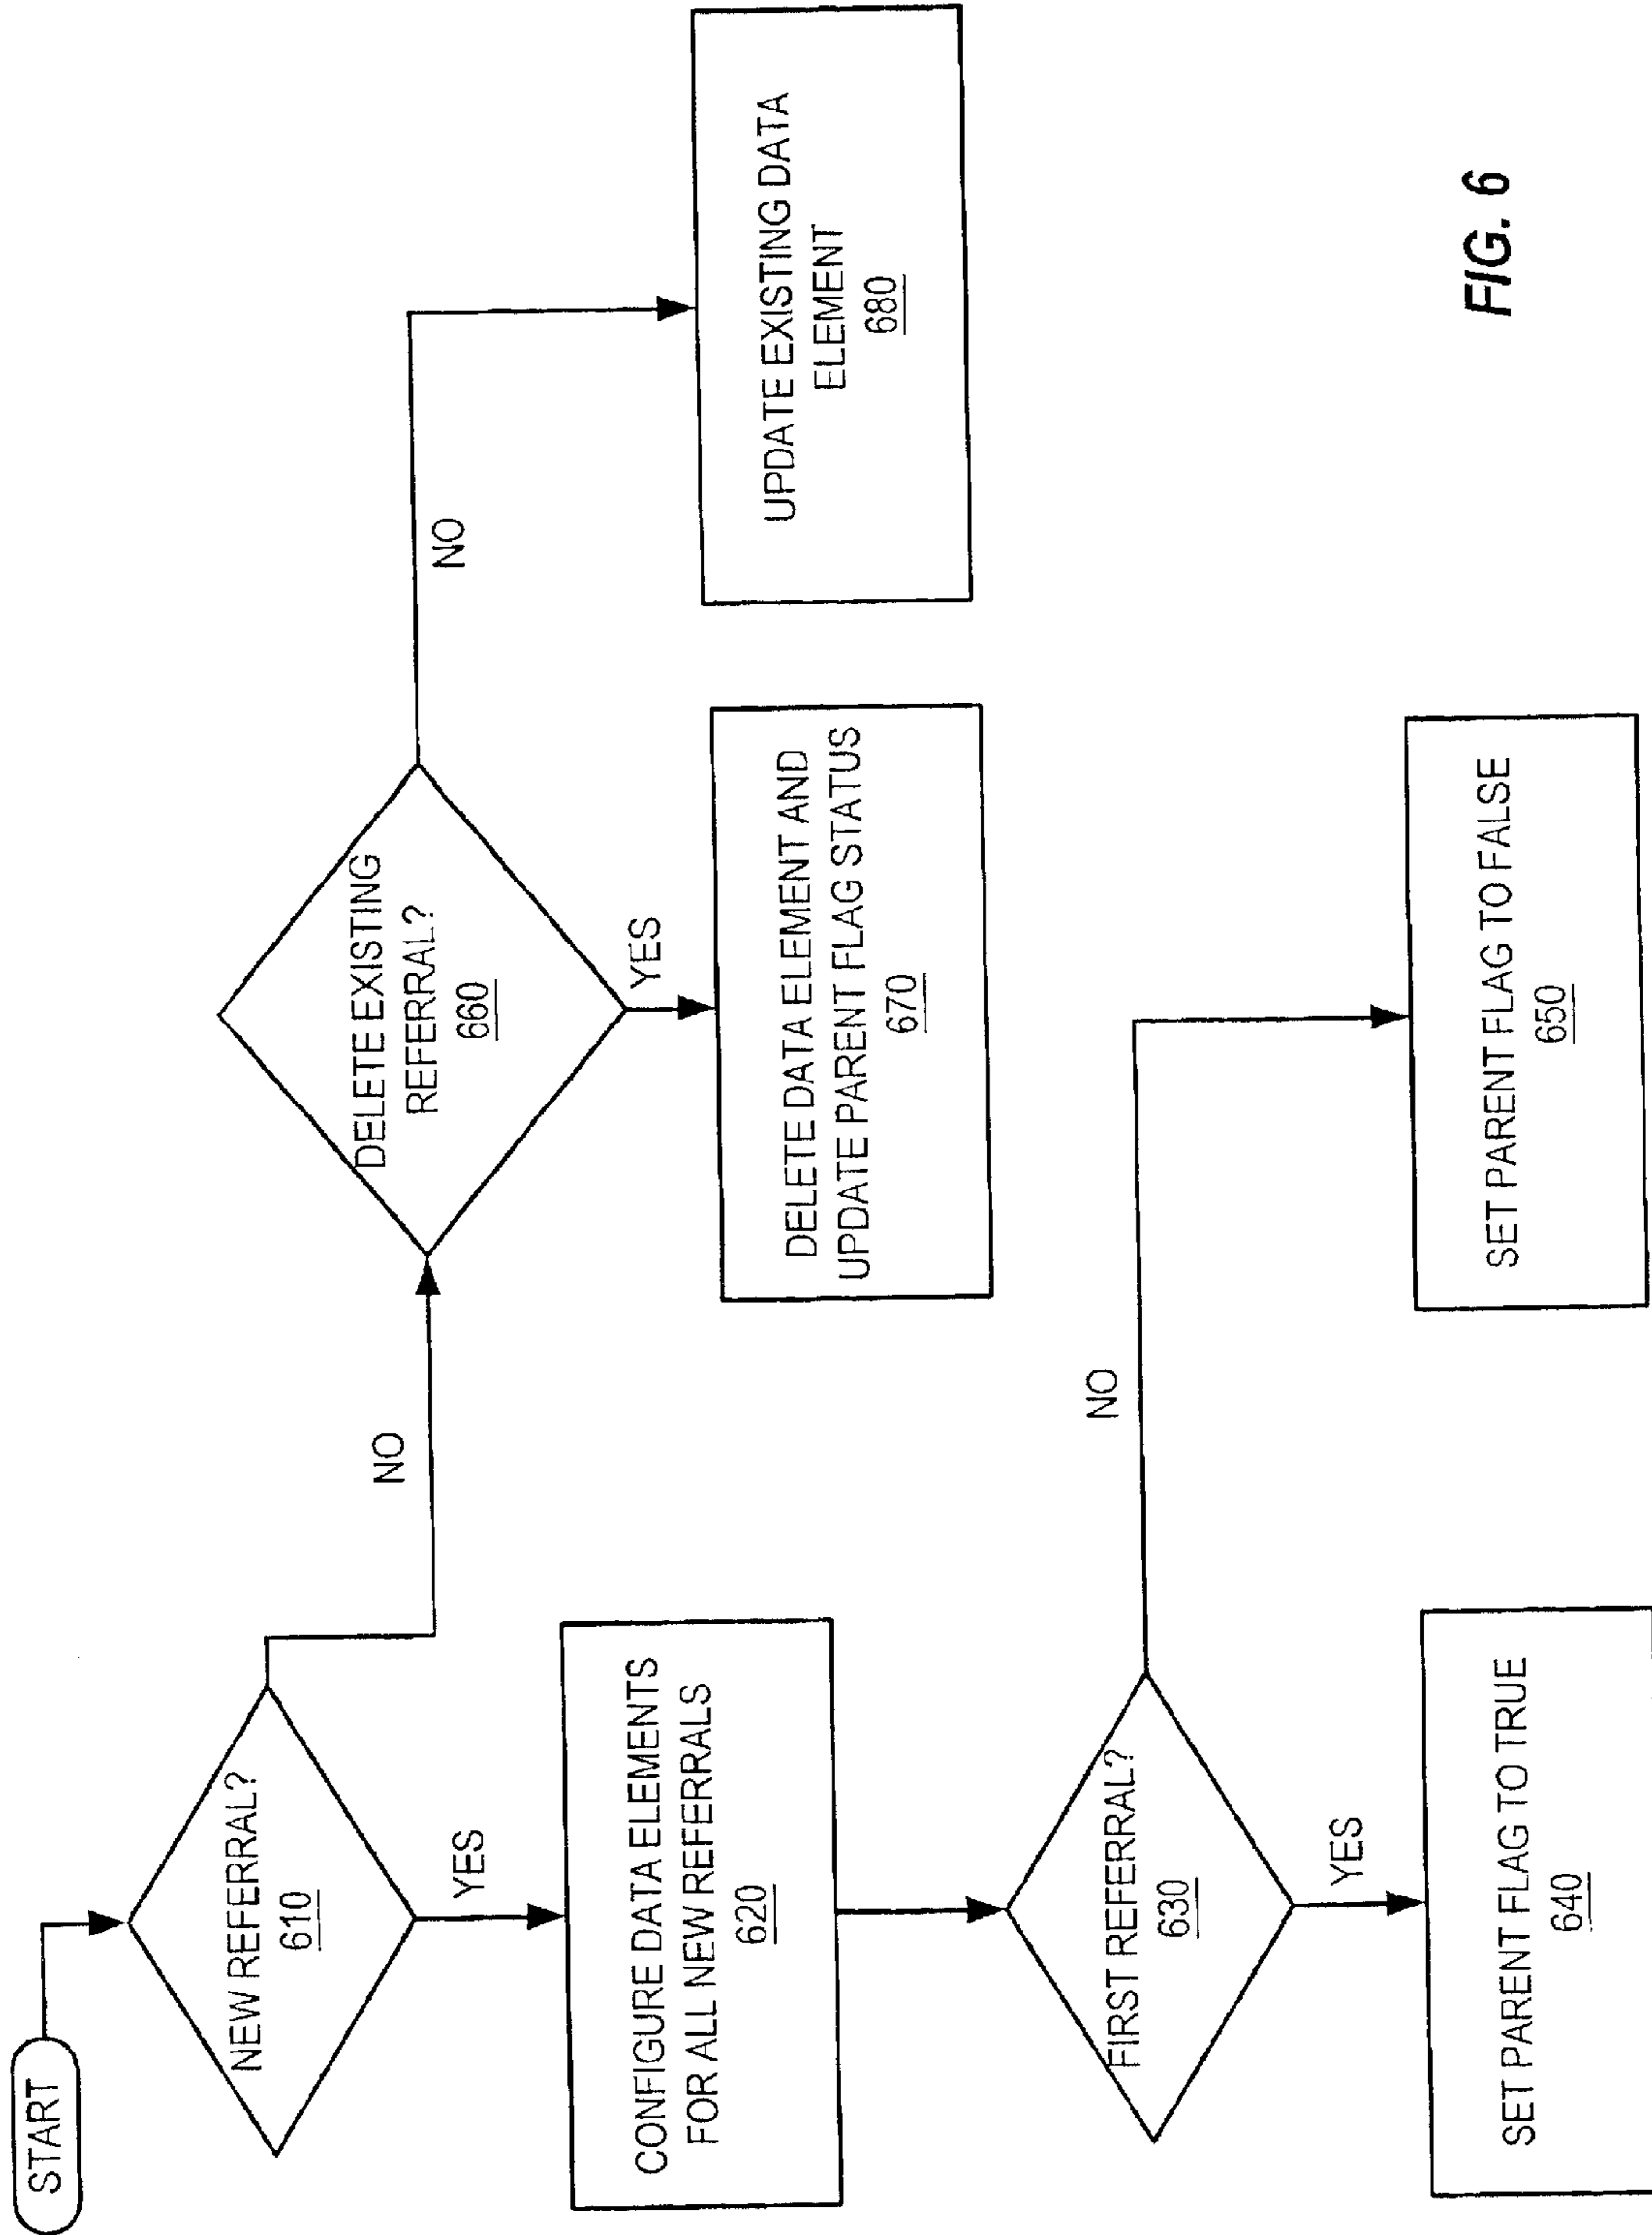 START
NEW REFERRAL?
610
NO
YES
CONFIGURE DATA ELEMENTS
FOR ALL NEW REFERRALS
620
FIRST REFERRAL?
630
NO
YES
SET PARENT FLAG TO TRUE
640
SET PARENT FLAG TO FALSE
650
DELETE EXISTING
REFERRAL?
660
NO
YES
DELETE DATA ELEMENT AND
UPDATE PARENT FLAG STATUS
670
UPDATE EXISTING DATA
ELEMENT
680
FIG. 6